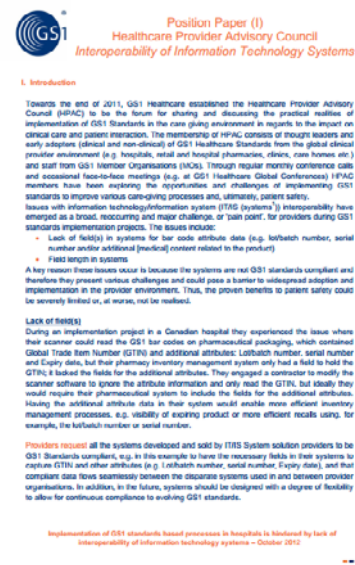 GS1
Position Paper (I)
Healthcare Provider Advisory Council
Interoperability of Information Technology Systems
I. Introduction
Towards the end of 2011, GS1 Healthcare established the Healthcare Provider Advisory
Council (HPAC) to be the forum for sharing and discussing the practical realities of
implementation of GS1 Standards in the care giving environment in regards to the impact on
clinical care and patient interaction. The membership of HPAC consists of thought leaders and
early adopters (clinical and non-clinical) of GS1 Healthcare Standards from the global clinical
provider environment (e.g. hospitals, retail and hospital pharmacies, clinics, care homes etc.)
and staff from GS1 Member Organisations (MOs). Through regular monthly conference calls
and occasional face-to-face meetings (e.g. at GS1 Healthcare Global Conferences) HPAC
members have been exploring the opportunities and challenges of implementing GS1
standards to improve various care-giving processes and, ultimately, patient safety.
Issues with information technology/information system (IT/IS (systems¹)) interoperability have
emerged as a broad, reoccurring and major challenge, or 'pain point', for providers during GS1
standards implementation projects. The issues include:
• Lack of field(s) in systems for bar code attribute data (e.g. lot/batch number, serial
number and/or additional [medical] content related to the product)
• Field length in systems
A key reason these issues occur is because the systems are not GS1 standards compliant and
therefore they present various challenges and could pose a barrier to widespread adoption and
implementation in the provider environment. Thus, the proven benefits to patient safety could
be severely limited or, at worse, not be realised.
Lack of field(s)
During an implementation project in a Canadian hospital they experienced the issue where
their scanner could read the GS1 bar codes on pharmaceutical packaging, which contained
Global Trade Item Number (GTIN) and additional attributes: Lot/batch number, serial number
and Expiry date, but their pharmacy inventory management system only had a field to hold the
GTIN; it lacked the fields for the additional attributes. They engaged a contractor to modify the
scanner software to ignore the attribute information and only read the GTIN, but ideally they
would require their pharmaceutical system to include the fields for the additional attributes.
Having the additional attribute data in their system would enable more efficient inventory
management processes, e.g. visibility of expiring product or more efficient recalls using, for
example, the lot/batch number or serial number.
Providers request all the systems developed and sold by IT/IS System solution providers to be
GS1 Standards compliant, e.g. in this example to have the necessary fields in their systems to
capture GTIN and other attributes (e.g. Lot/batch number, serial number, Expiry date), and that
compliant data flows seamlessly between the disparate systems used in and between provider
organisations. In addition, in the future, systems should be designed with a degree of flexibility
to allow for continuous compliance to evolving GS1 standards.
Implementation of GS1 standards based processes in hospitals is hindered by lack of
interoperability of information technology systems – October 2012